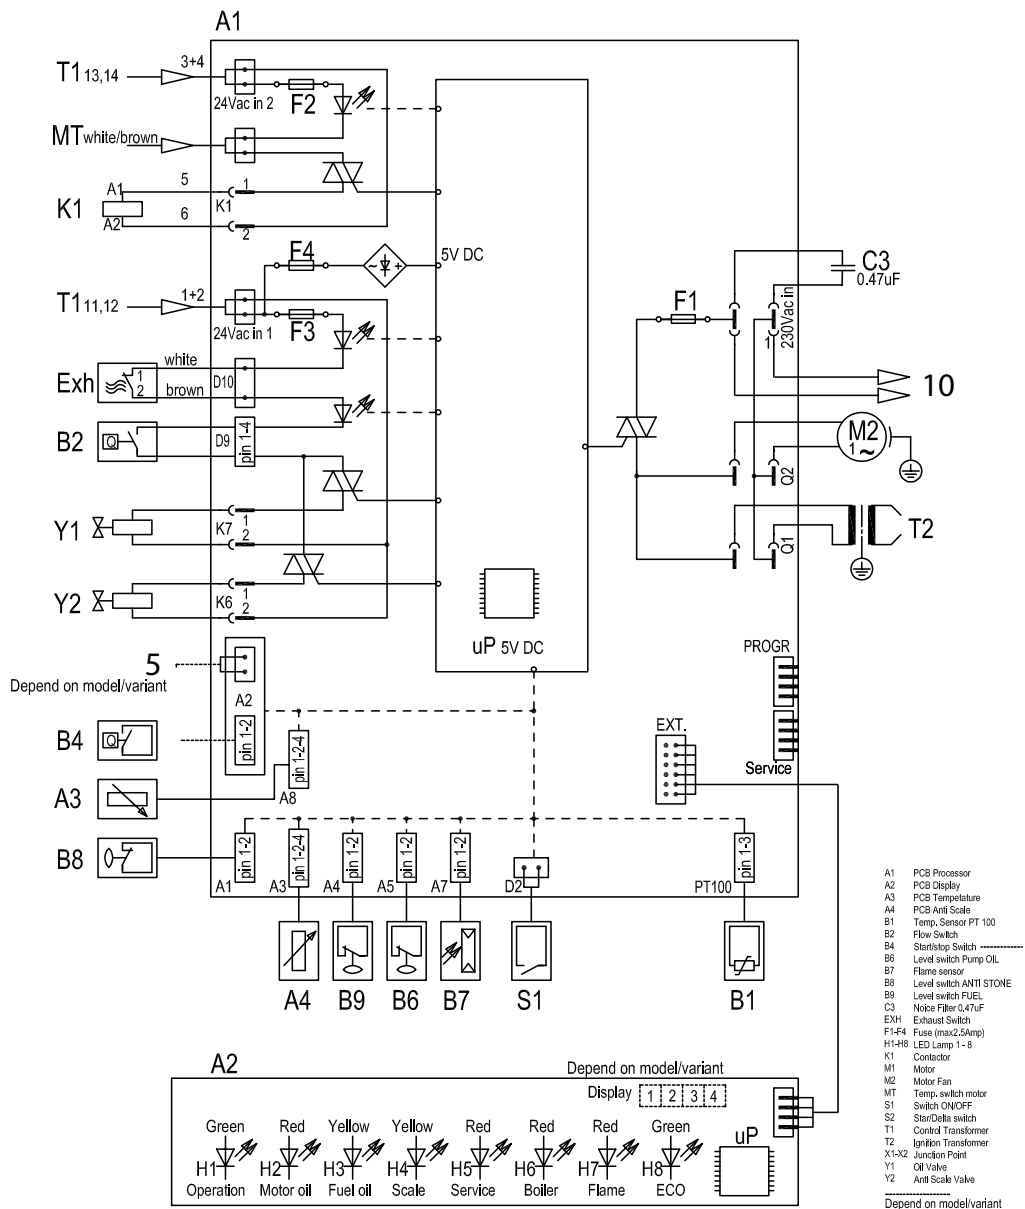 A1
T1 13,14
3+4
24Vac in 2
F2
MT white/brown
K1
A1
A2
5
6
1
K1
2
F4
5V DC
T1 11,12
1+2
24Vac in 1
F3
F1
C3
0.47uF
230Vac in
1
10
Exh
1
2
white
brown
D10
B2
Q
D9
pin 1-4
M2
1~
Q2
Y1
K7
1
2
Y2
K6
1
2
Q1
T2
uP 5V DC
5
Depend on model/variant
A2
pin 1-2
B4
Q
A3
pin 1-2-4
A8
B8
pin 1-2
A1
pin 1-2-4
A3
pin 1-2
A4
pin 1-2
A5
pin 1-2
A7
D2
pin 1-3
PT100
PROGR
Service
EXT.
A4
B9
B6
B7
S1
B1
A2
Depend on model/variant
Display 1 2 3 4
uP
Green
H1
Operation
Red
H2
Motor oil
Yellow
H3
Fuel oil
Yellow
H4
Scale
Red
H5
Service
Red
H6
Boiler
Red
H7
Flame
Green
H8
ECO
A1 PCB Processor
A2 PCB Display
A3 PCB Tempetature
A4 PCB Anti Scale
B1 Temp. Sensor PT 100
B2 Flow Switch
B4 Start/stop Switch -------------
B6 Level switch Pump OIL
B7 Flame sensor
B8 Level switch ANTI STONE
B9 Level switch FUEL
C3 Noice Filter 0,47uF
EXH Exhaust Switch
F1-F4 Fuse (max2.5Amp)
H1-H8 LED Lamp 1 - 8
K1 Contactor
M1 Motor
M2 Motor Fan
MT Temp. switch motor
S1 Switch ON/OFF
S2 Star/Delta switch
T1 Control Transformer
T2 Ignition Transformer
X1-X2 Junction Point
Y1 Oil Valve
Y2 Anti Scale Valve
--------------------
Depend on model/variant